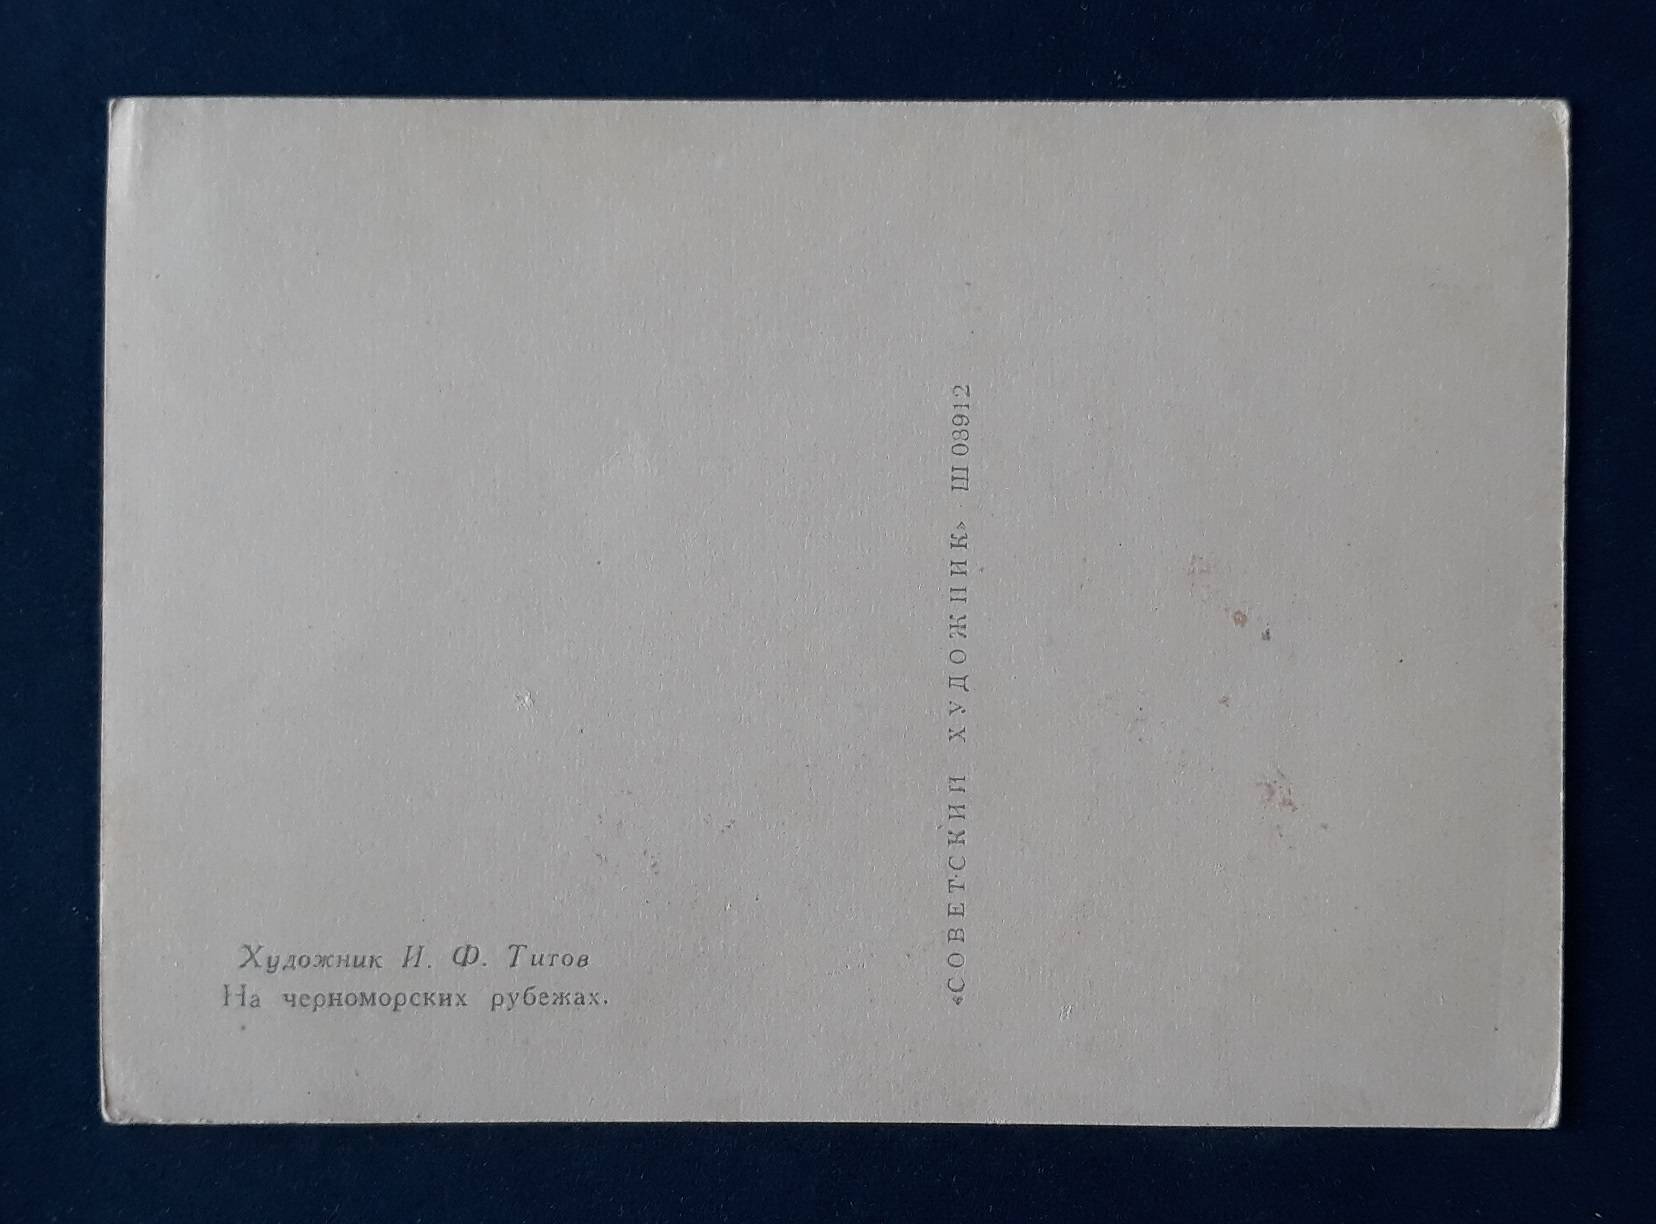 Художник И. Ф. Титов
На черноморских рубежах.
«СОВЕТСКИЙ ХУДОЖНИК» Ш 03912